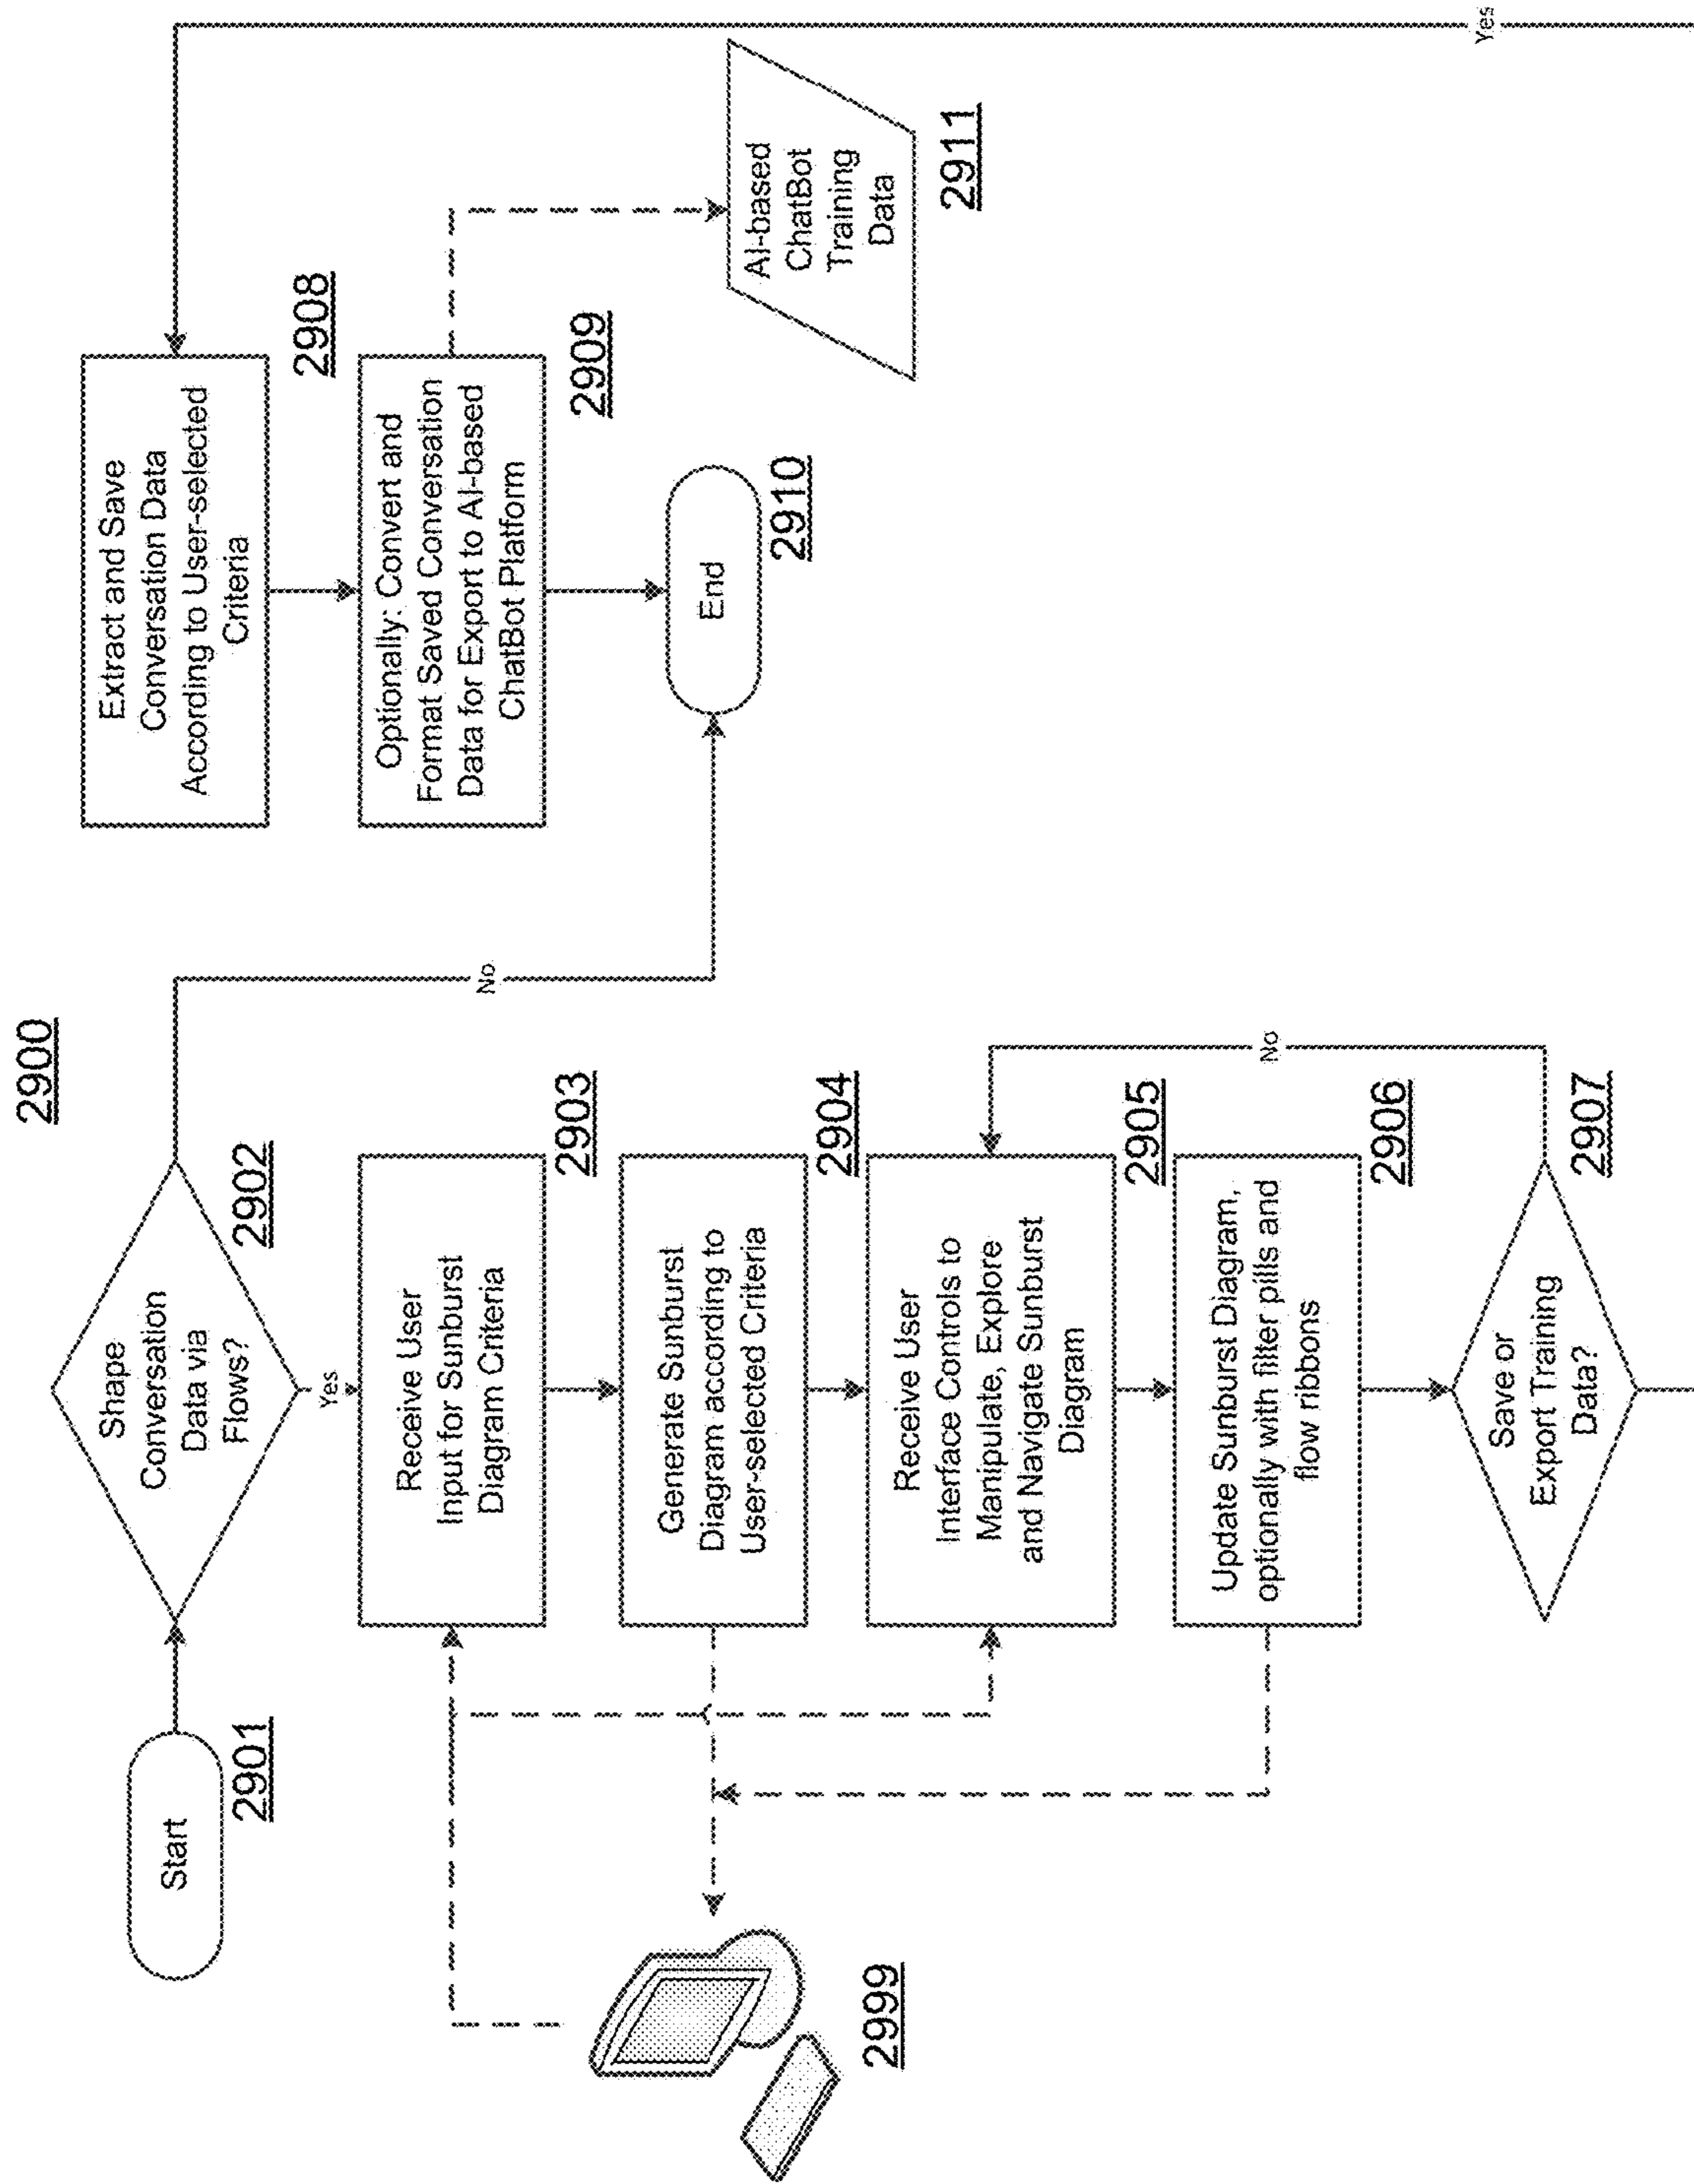 2900
Start
2901
Shape
Conversation
Data via
Flows?
2902
Yes
No
Receive User
Input for Sunburst
Diagram Criteria
2903
Generate Sunburst
Diagram according to
User-selected Criteria
2904
Receive User
Interface Controls to
Manipulate, Explore
and Navigate Sunburst
Diagram
2905
Update Sunburst Diagram,
optionally with filter pills and
flow ribbons
2906
Save or
Export Training
Data?
2907
No
Yes
2999
Extract and Save
Conversation Data
According to User-selected
Criteria
2908
Optionally: Convert and
Format Saved Conversation
Data for Export to AI-based
ChatBot Platform
2909
End
2910
AI-based
ChatBot
Training
Data
2911